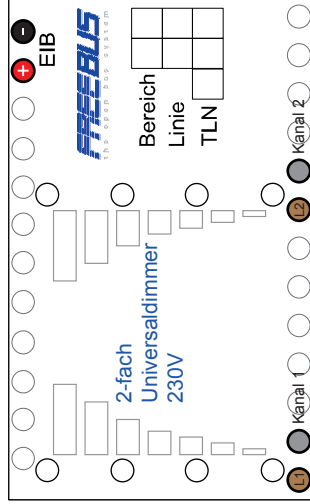 - +
EIB
FREEBUS
the open hap bus system
Bereich
Linie
TLN
2-fach
Universaldimmer
230V
L1 Kanal 1 L2 Kanal 2